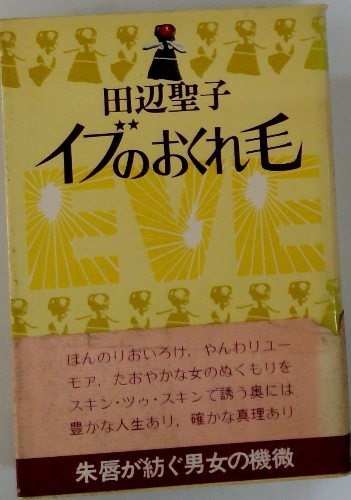 田辺聖子
イブのおくれ毛
EVE
ほんのりおいろけ，やんわりユー
モア，たおやかな女のぬくもりを
スキン・ツゥ・スキンで誘う奥には
豊かな人生あり，確かな真理あり
朱唇が紡ぐ男女の機微